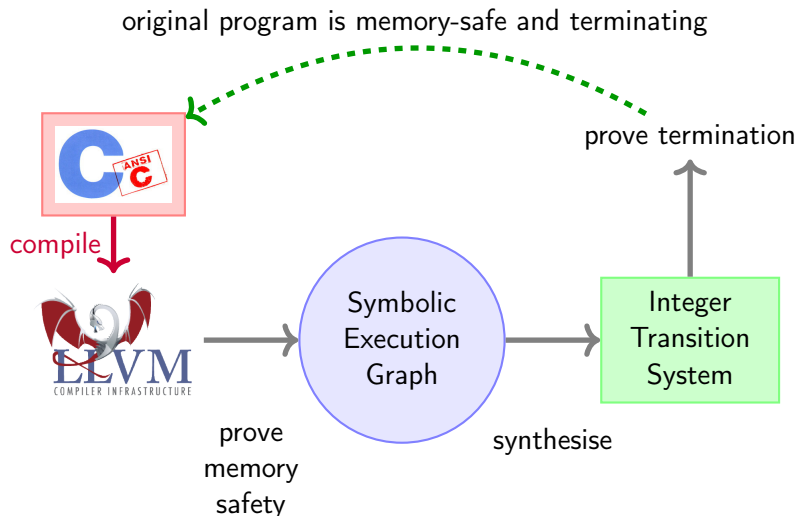 original program is memory-safe and terminating
prove termination
C
ANSI
C
compile
LLVM
COMPILER INFRASTRUCTURE
Symbolic
Execution
Graph
Integer
Transition
System
prove
memory
safety
synthesise